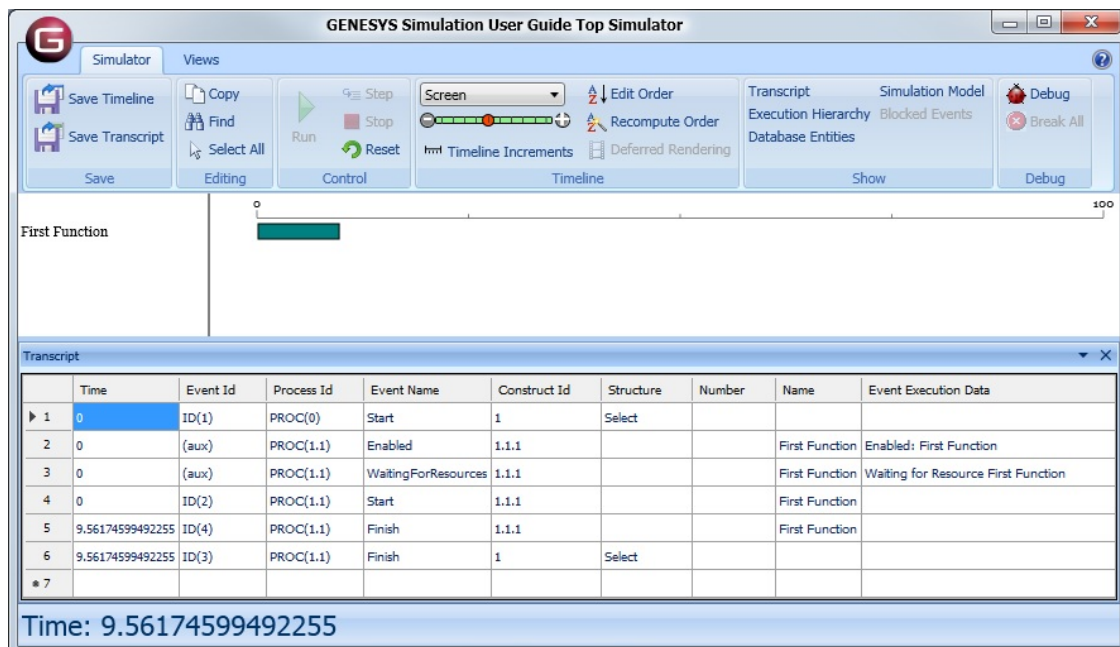 GENESYS Simulation User Guide Top Simulator
G
Simulator Views
Save Timeline
Save Transcript
Save
Copy
Find
Select All
Editing
Run
Step
Stop
Reset
Control
Screen
Timeline Increments
Edit Order
Recompute Order
Deferred Rendering
Timeline
Transcript
Execution Hierarchy
Database Entities
Simulation Model
Blocked Events
Show
Debug
Break All
Debug
0 100
First Function
Transcript
Time Event Id Process Id Event Name Construct Id Structure Number Name Event Execution Data
1 0 ID(1) PROC(0) Start 1 Select
2 0 (aux) PROC(1.1) Enabled 1.1.1 First Function Enabled: First Function
3 0 (aux) PROC(1.1) WaitingForResources 1.1.1 First Function Waiting for Resource First Function
4 0 ID(2) PROC(1.1) Start 1.1.1 First Function
5 9.56174599492255 ID(4) PROC(1.1) Finish 1.1.1 First Function
6 9.56174599492255 ID(3) PROC(1.1) Finish 1 Select
* 7
Time: 9.56174599492255